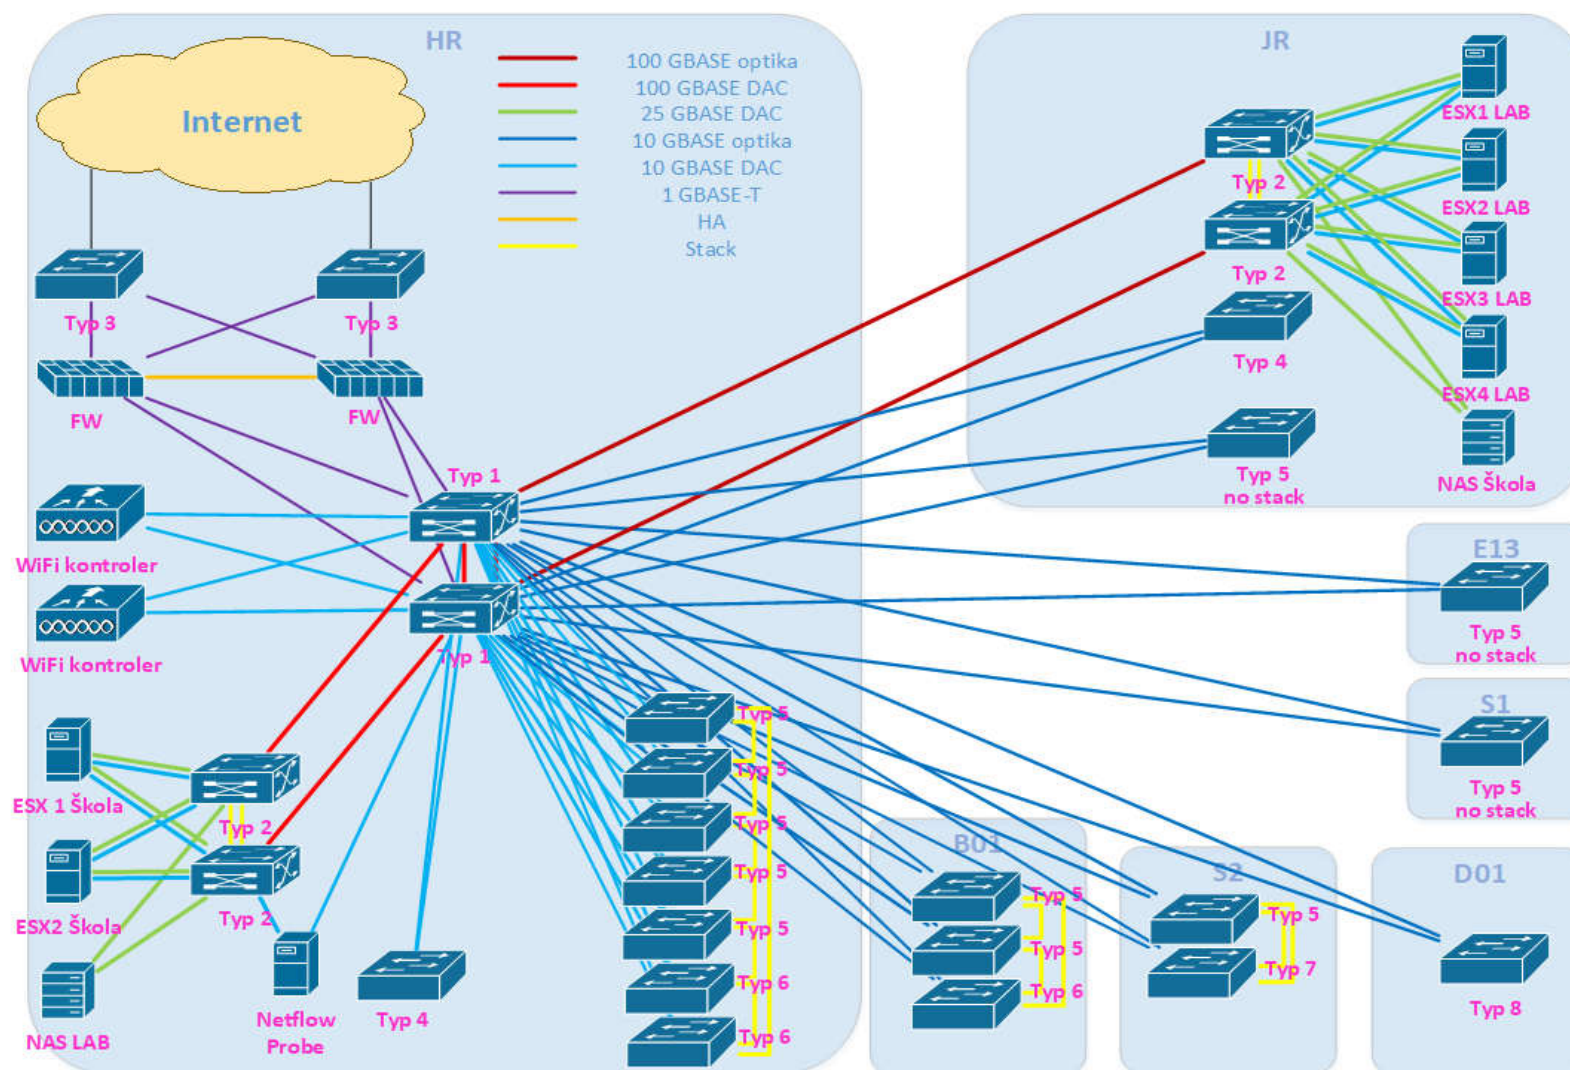 HR
100 GBASE optika
100 GBASE DAC
25 GBASE DAC
10 GBASE optika
10 GBASE DAC
1 GBASE-T
HA
Stack
Internet
Typ 3
Typ 3
FW
FW
Typ 1
WiFi kontroler
WiFi kontroler
Typ 1
ESX 1 Škola
Typ 2
ESX2 Škola
Typ 2
NAS LAB
Netflow
Probe
Typ 4
Typ 5
Typ 5
Typ 5
Typ 5
Typ 5
Typ 6
Typ 6
JR
ESX1 LAB
Typ 2
ESX2 LAB
Typ 2
ESX3 LAB
Typ 4
ESX4 LAB
Typ 5
no stack
NAS Škola
E13
Typ 5
no stack
S1
Typ 5
no stack
B01
Typ 5
Typ 5
Typ 6
S2
Typ 5
Typ 7
D01
Typ 8